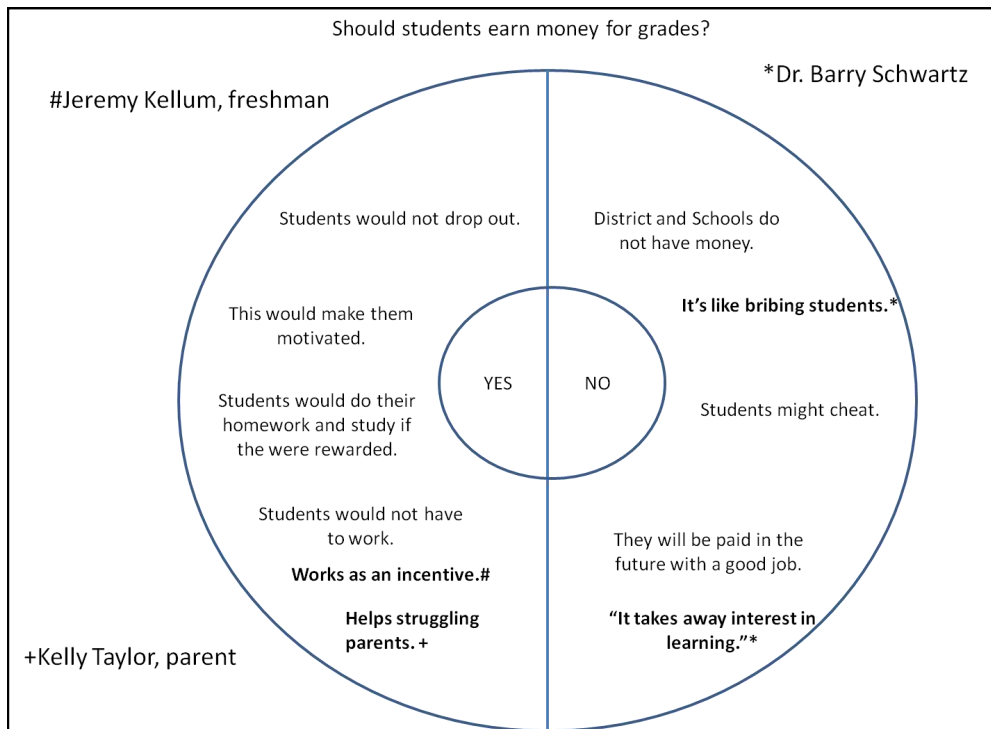 Should students earn money for grades?
*Dr. Barry Schwartz
#Jeremy Kellum, freshman
Students would not drop out.
This would make them
motivated.
Students would do their
homework and study if
the were rewarded.
Students would not have
to work.
Works as an incentive.#
Helps struggling
parents. +
+Kelly Taylor, parent
YES
NO
District and Schools do
not have money.
It’s like bribing students.*
Students might cheat.
They will be paid in the
future with a good job.
“It takes away interest in
learning.”*